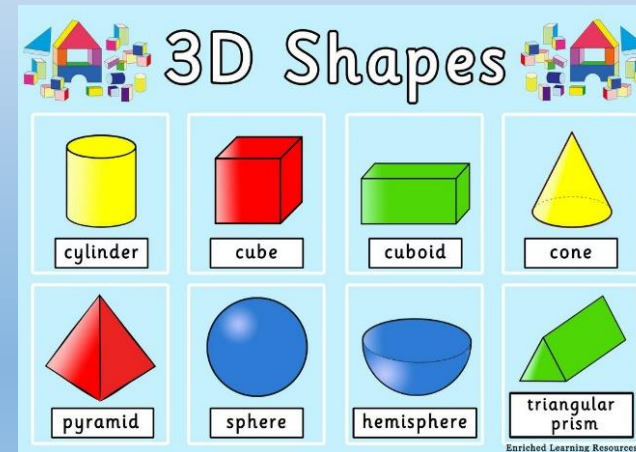 3D Shapes
cylinder
cube
cuboid
cone
pyramid
sphere
hemisphere
triangular
prism
Enriched Learning Resources